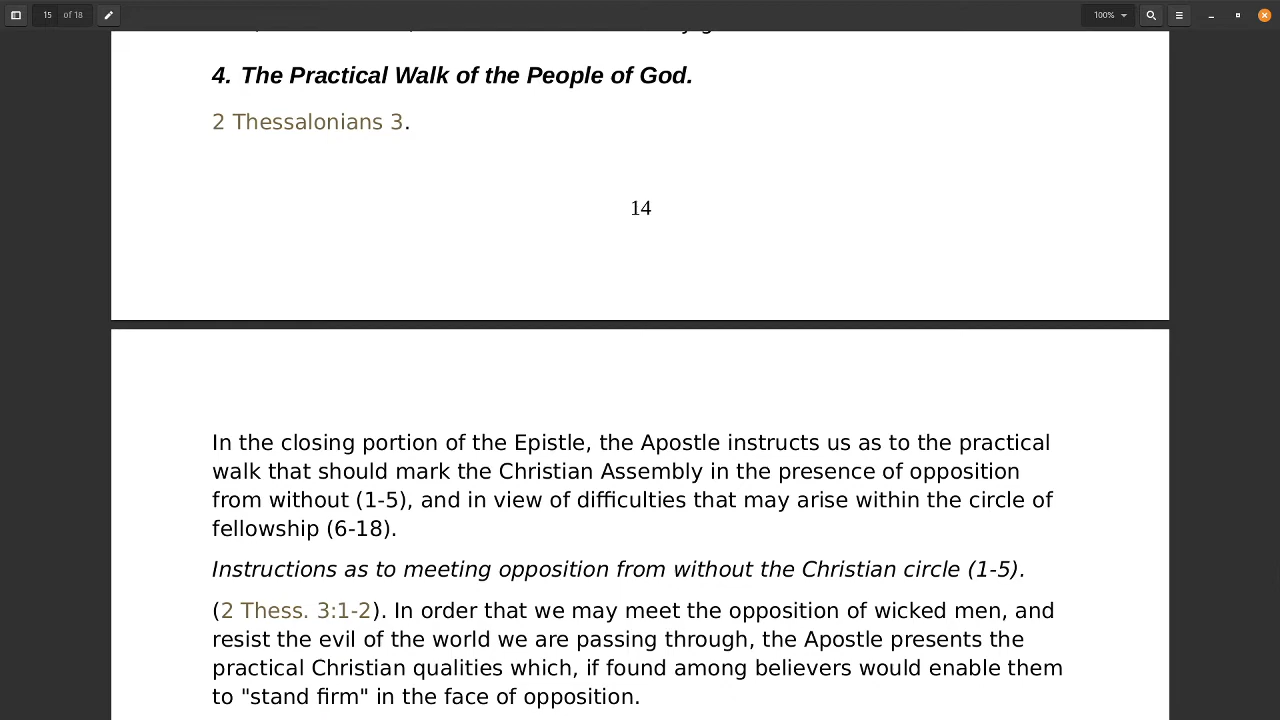 15 of 18 100%
4. The Practical Walk of the People of God.
2 Thessalonians 3.
14
In the closing portion of the Epistle, the Apostle instructs us as to the practical
walk that should mark the Christian Assembly in the presence of opposition
from without (1-5), and in view of difficulties that may arise within the circle of
fellowship (6-18).
Instructions as to meeting opposition from without the Christian circle (1-5).
(2 Thess. 3:1-2). In order that we may meet the opposition of wicked men, and
resist the evil of the world we are passing through, the Apostle presents the
practical Christian qualities which, if found among believers would enable them
to "stand firm" in the face of opposition.